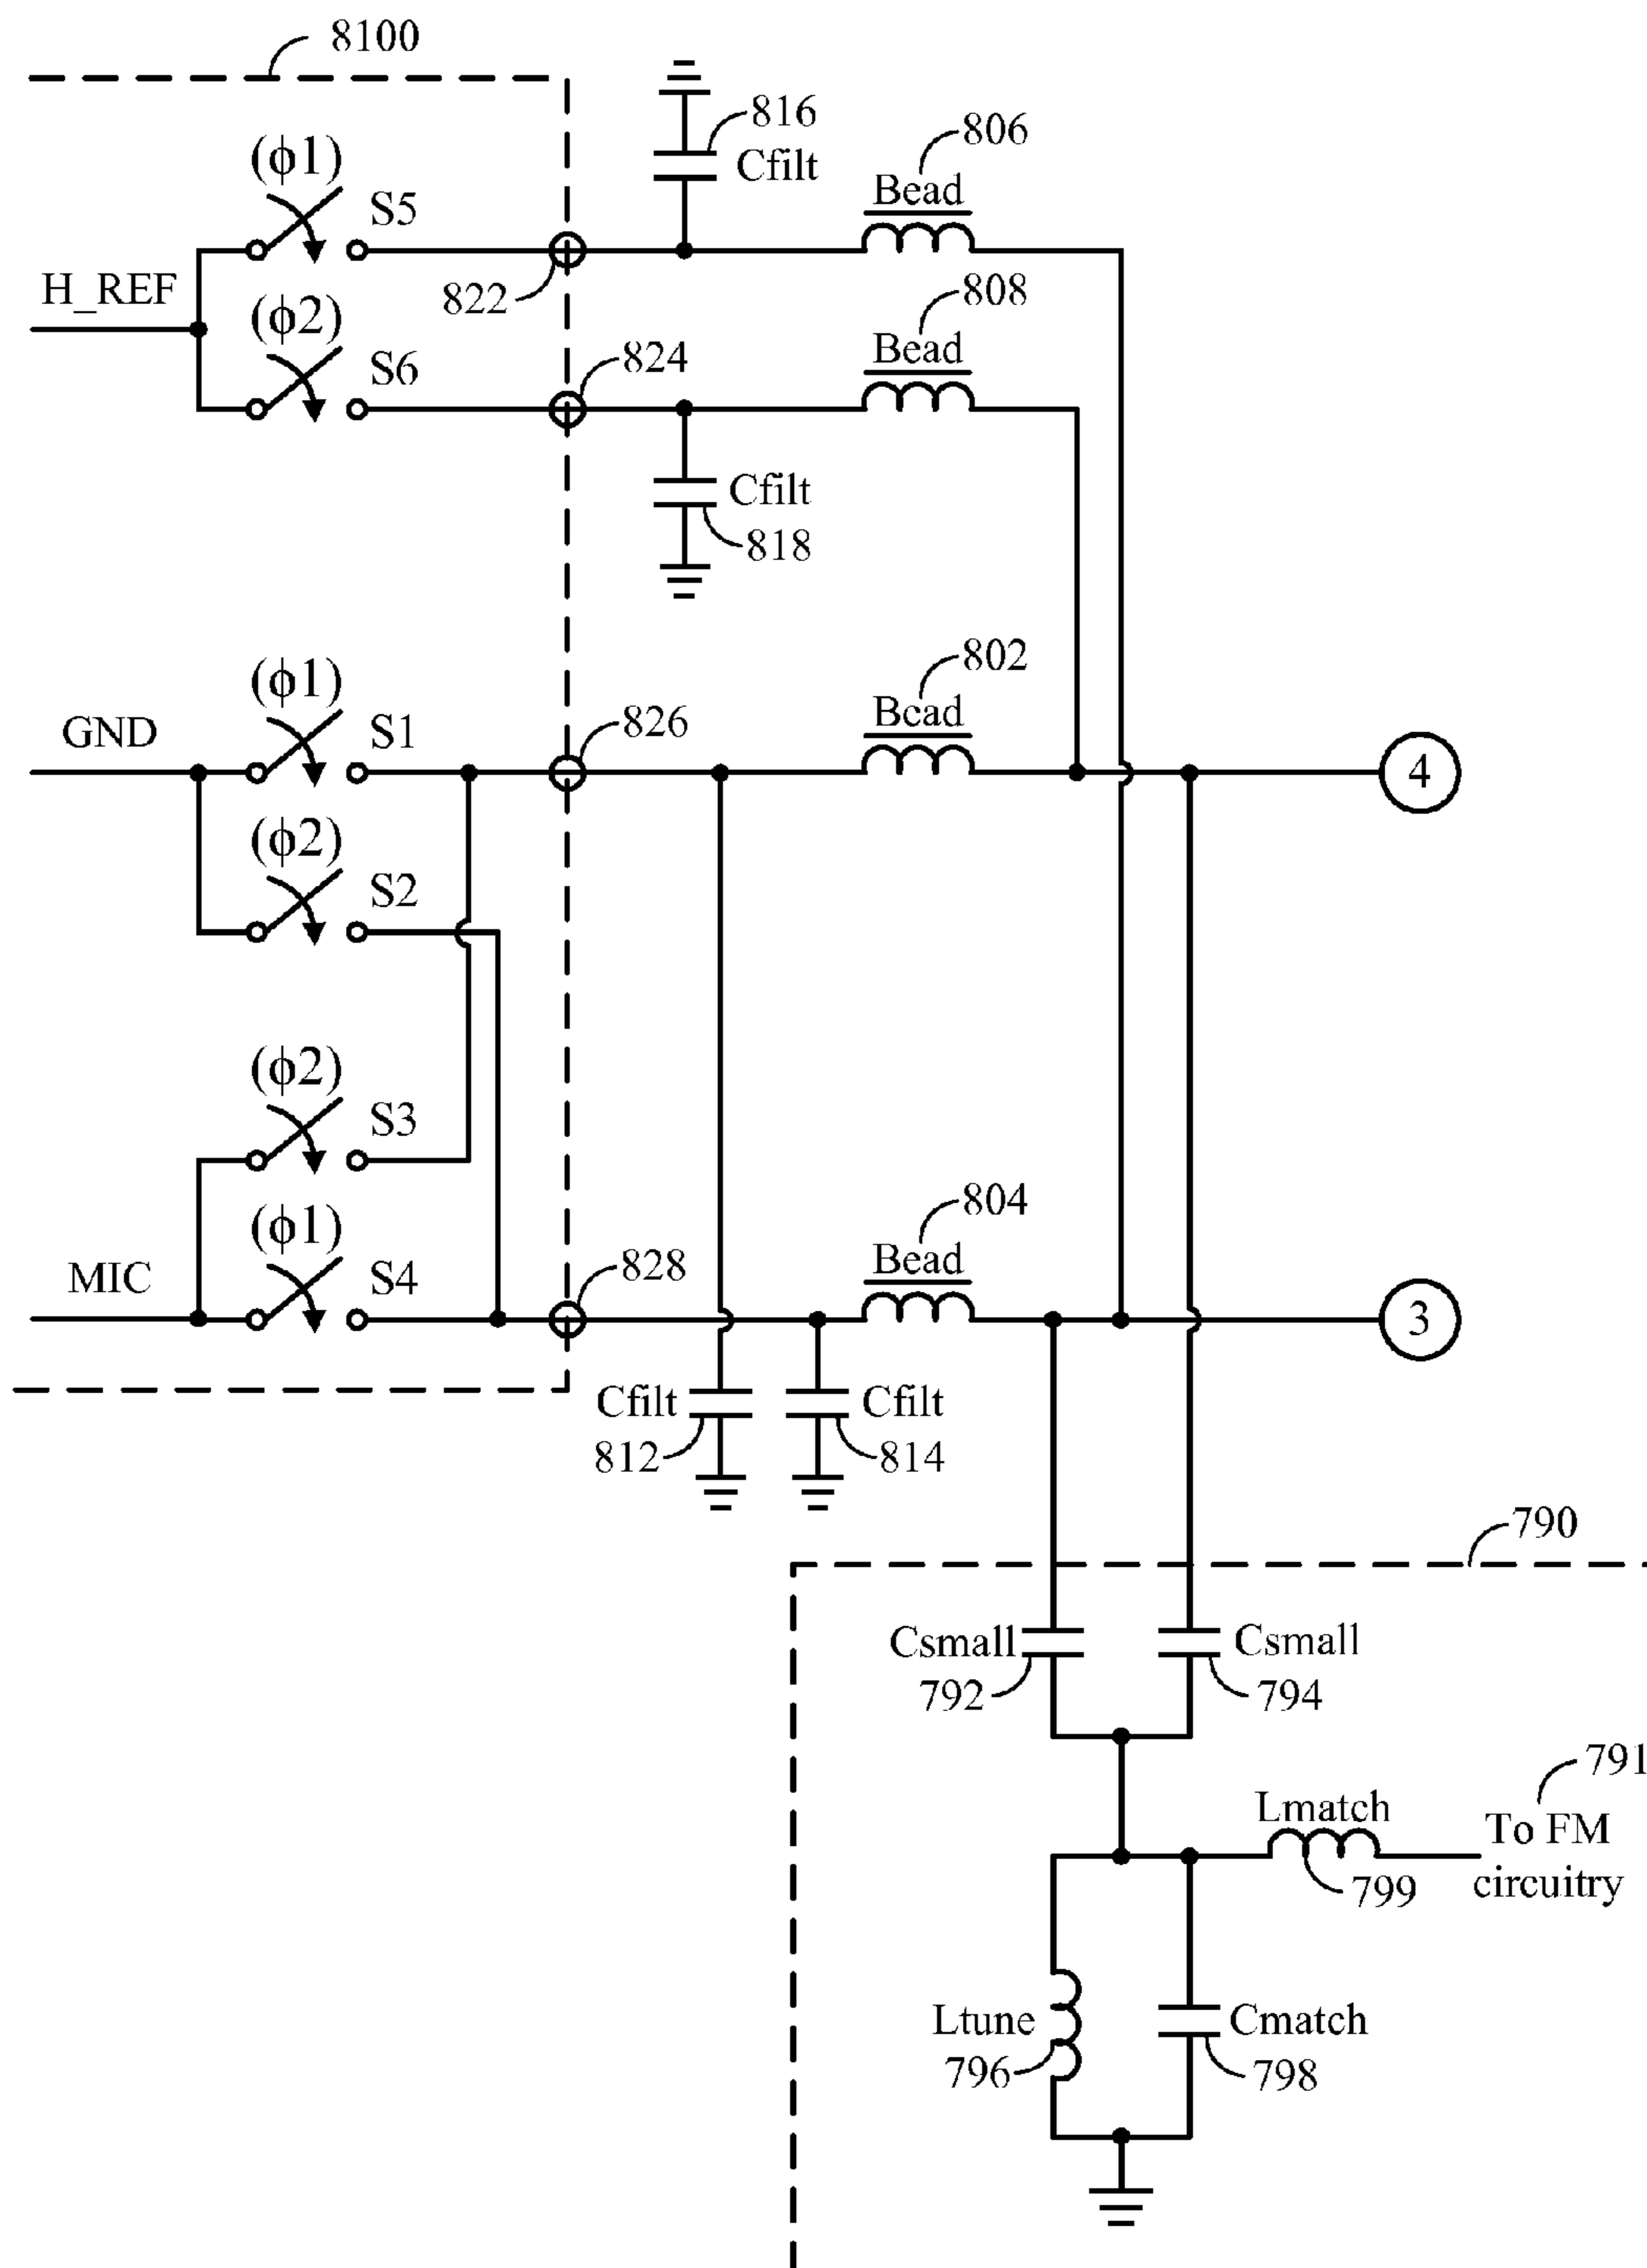 8100
816
Cfilt
806
Bead
(ϕ1)
S5
822
H_REF
808
Bead
(ϕ2)
S6
824
Cfilt
818
802
Bead
(ϕ1)
S1
GND
826
4
(ϕ2)
S2
(ϕ2)
S3
804
Bead
(ϕ1)
S4
MIC
828
3
Cfilt
812
Cfilt
814
790
Csmall
792
Csmall
794
791
Lmatch
To FM
circuitry
799
Ltune
796
Cmatch
798